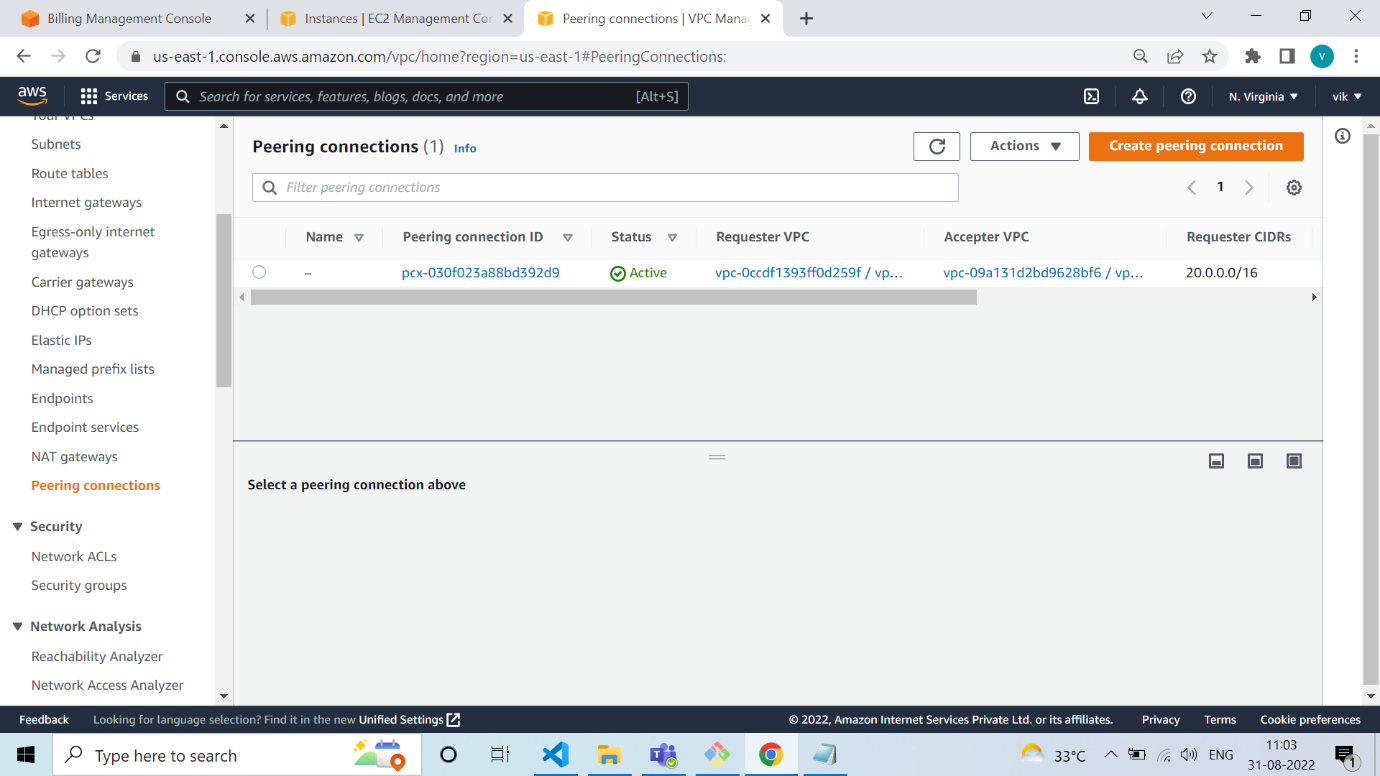 Billing Management Console
Instances | EC2 Management Cor
Peering connections | VPC Manag
us-east-1.console.aws.amazon.com/vpc/home?region=us-east-1#PeeringConnections:
V
aws
Services
Search for services, features, blogs, docs, and more
[Alt+S]
N. Virginia
vik
Your VPCs
Subnets
Route tables
Internet gateways
Egress-only internet
gateways
Carrier gateways
DHCP option sets
Elastic IPs
Managed prefix lists
Endpoints
Endpoint services
NAT gateways
Peering connections
Security
Network ACLs
Security groups
Network Analysis
Reachability Analyzer
Network Access Analyzer
Peering connections (1) Info
Actions
Create peering connection
Filter peering connections
1
Name
Peering connection ID
Status
Requester VPC
Accepter VPC
Requester CIDRs
–
pcx-030f023a88bd392d9
Active
vpc-0ccdf1393ff0d259f / vp...
vpc-09a131d2bd9628bf6 / vp...
20.0.0.0/16
Select a peering connection above
Feedback
Looking for language selection? Find it in the new Unified Settings
© 2022, Amazon Internet Services Private Ltd. or its affiliates.
Privacy
Terms
Cookie preferences
Type here to search
33°C
ENG
11:03
31-08-2022
1